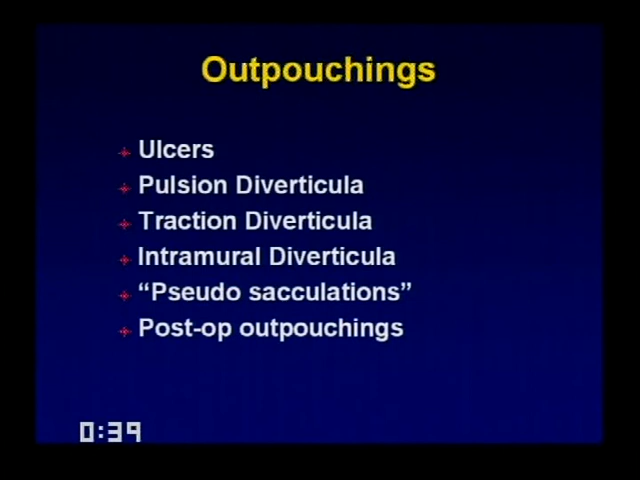 Outpouchings
Ulcers
Pulsion Diverticula
Traction Diverticula
Intramural Diverticula
“Pseudo sacculations”
Post-op outpouchings
0:39